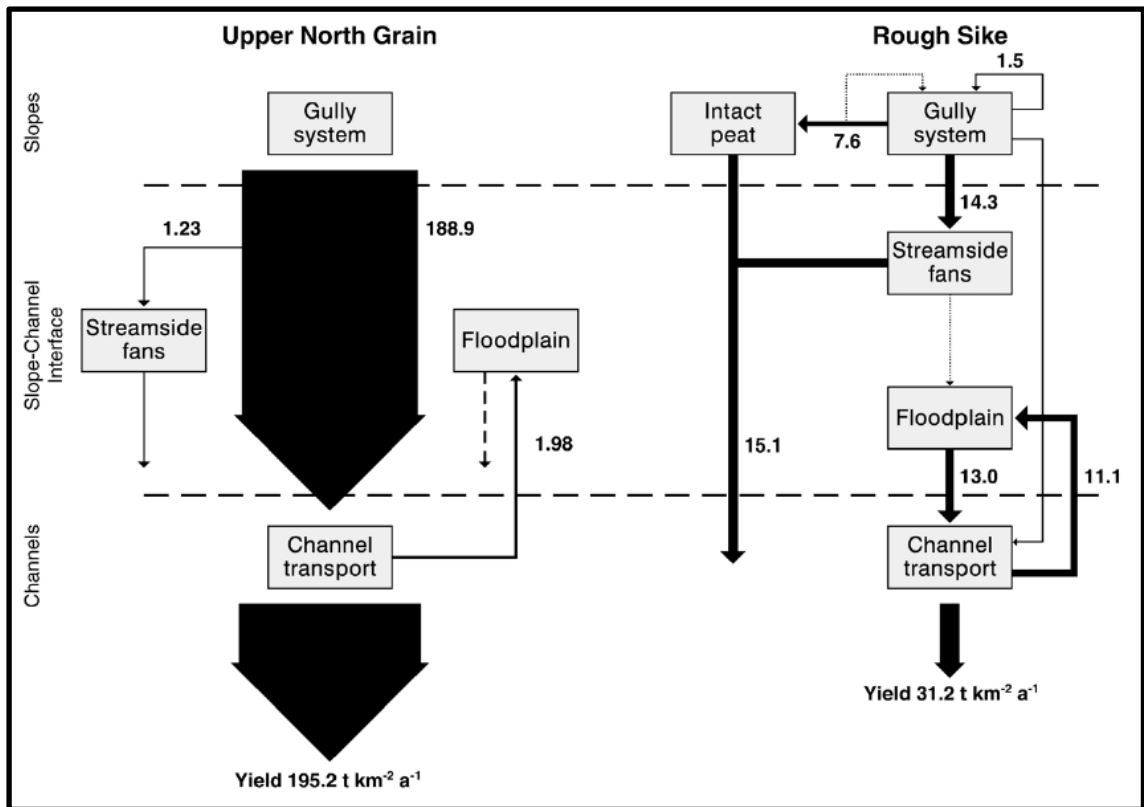 Upper North Grain
Rough Sike
Slopes
Gully
system
Intact
peat
Gully
system
1.5
7.6
14.3
1.23
188.9
Slope-Channel
Interface
Streamside
fans
Floodplain
Streamside
fans
Floodplain
1.98
15.1
13.0
11.1
Channels
Channel
transport
Channel
transport
Yield 31.2 t km⁻² a⁻¹
Yield 195.2 t km⁻² a⁻¹